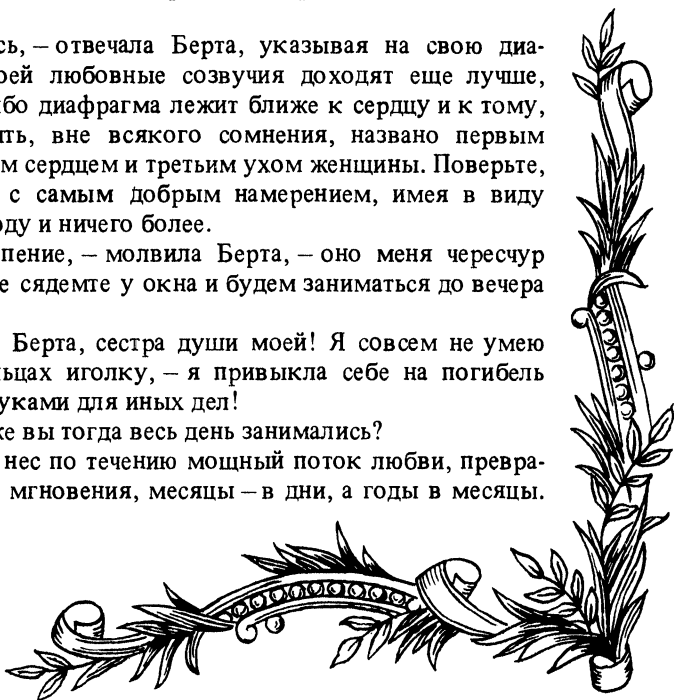 сь, – отвечала Берта, указывая на свою диа-
рей любовные созвучия доходят еще лучше,
бо диафрагма лежит ближе к сердцу и к тому,
ть, вне всякого сомнения, названо первым
м сердцем и третьим ухом женщины. Поверьте,
с самым добрым намерением, имея в виду
ду и ничего более.
пение, – молвила Берта, – оно меня чересчур
е сядемте у окна и будем заниматься до вечера
Берта, сестра души моей! Я совсем не умею
ьцах иголку, – я привыкла себе на погибель
уками для иных дел!
же вы тогда весь день занимались?
нес по течению мощный поток любви, превра-
мгновения, месяцы – в дни, а годы в месяцы.